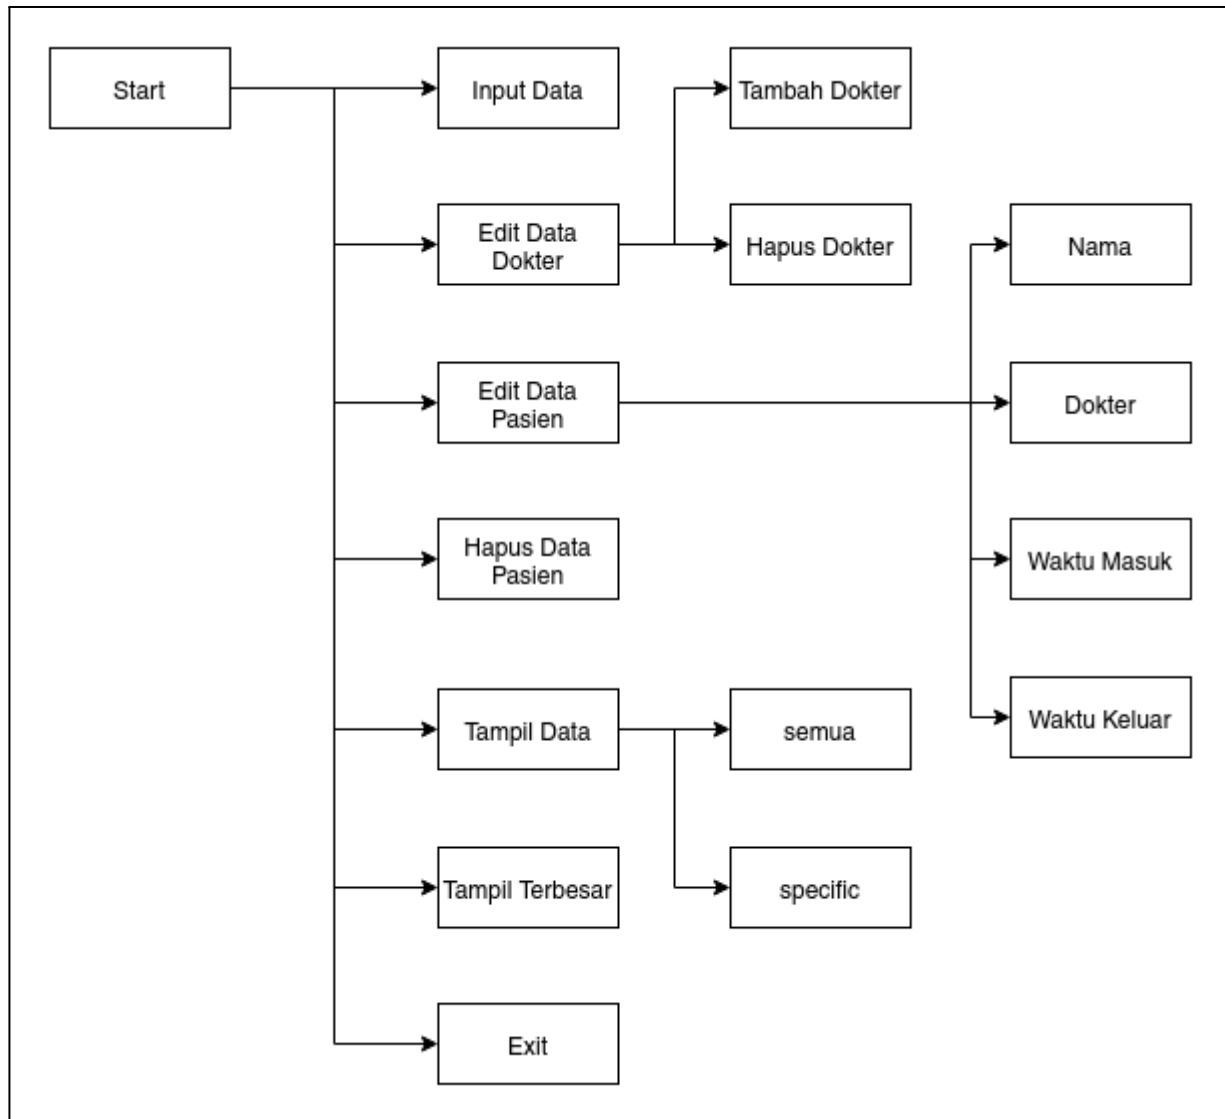 Start
Input Data
Tambah Dokter
Edit Data
Dokter
Hapus Dokter
Nama
Edit Data
Pasien
Dokter
Hapus Data
Pasien
Waktu Masuk
Tampil Data
semua
Waktu Keluar
Tampil Terbesar
specific
Exit